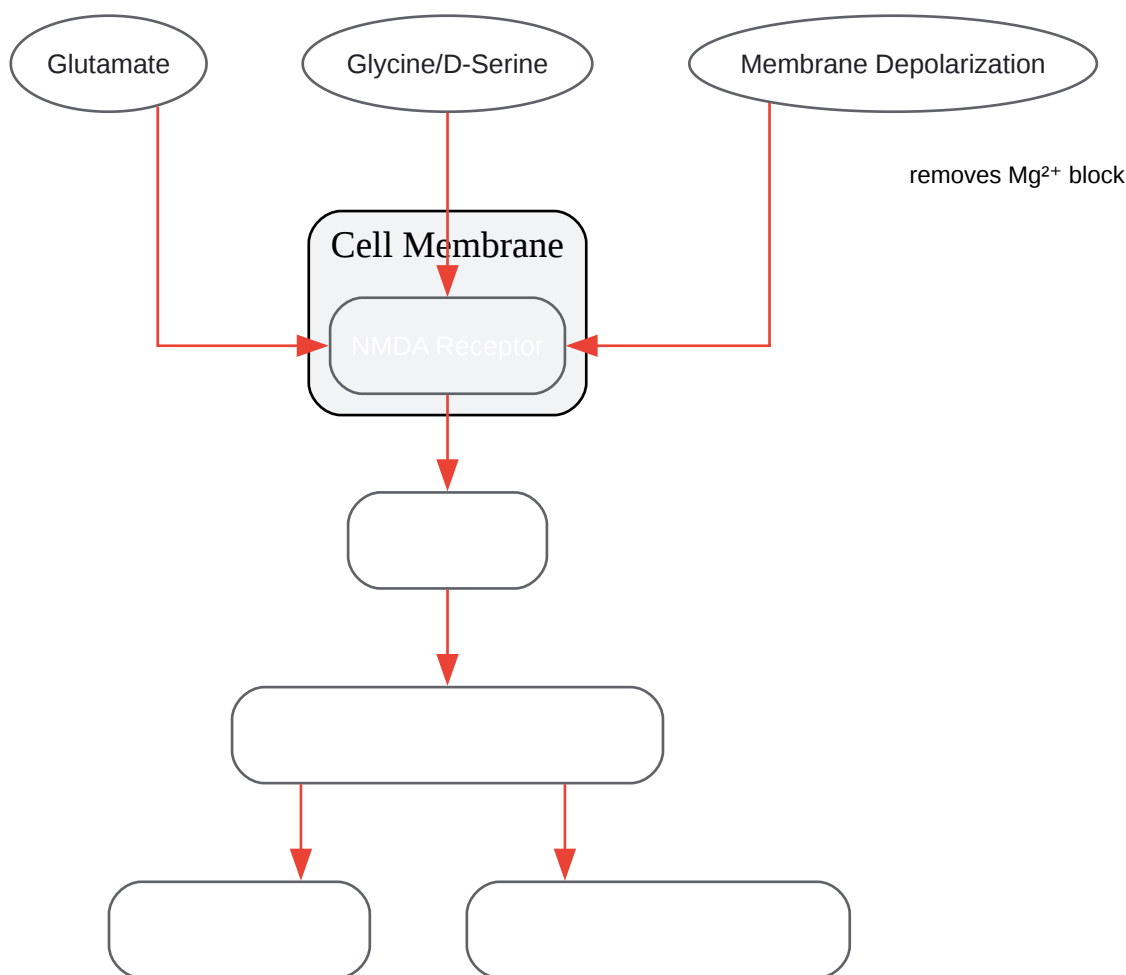 Glutamate
Glycine/D-Serine
Membrane Depolarization
removes Mg²⁺ block
Cell Membrane
NMDA Receptor